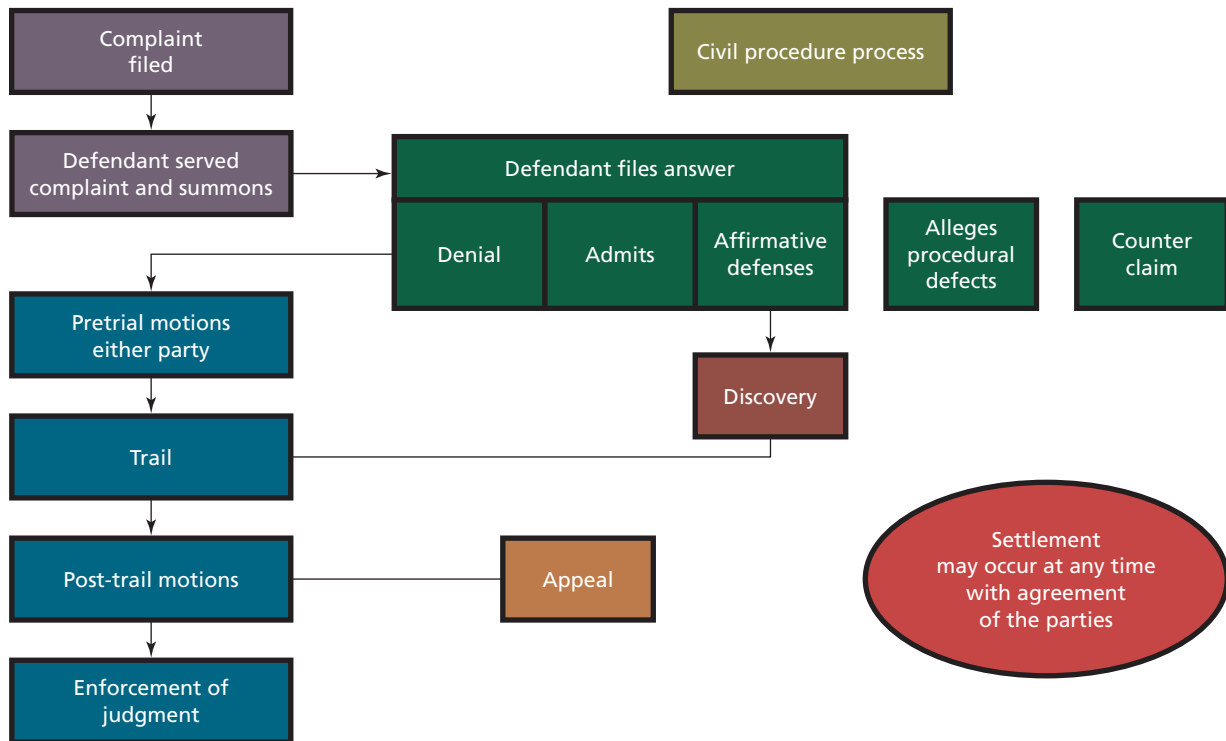 Complaint
filed
Civil procedure process
Defendant served
complaint and summons
Defendant files answer
Denial
Admits
Affirmative
defenses
Alleges
procedural
defects
Counter
claim
Pretrial motions
either party
Discovery
Trail
Post-trail motions
Appeal
Settlement
may occur at any time
with agreement
of the parties
Enforcement of
judgment